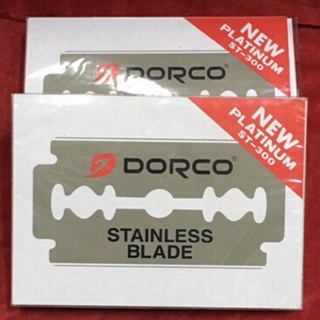 DORCO®
NEW
PLATINUM
ST-300
DORCO®
NEW
PLATINUM
ST-300
STAINLESS
BLADE